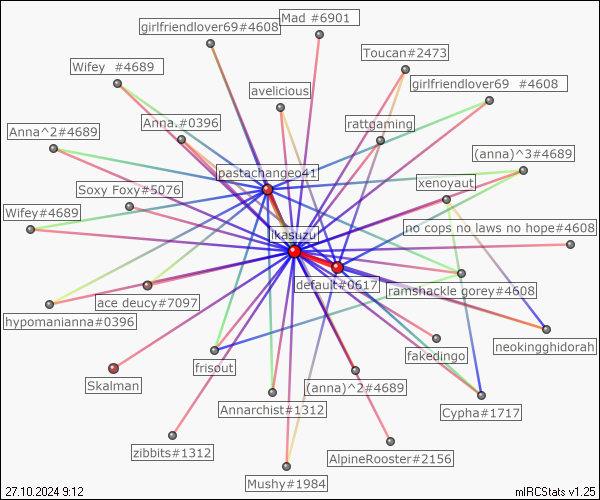 Mad #6901
girlfriendlover69#4608
Toucan#2473
Wifey  #4689
girlfriendlover69  #4608
avelicious
Anna.#0396
rattgaming
Anna^2#4689
(anna)^3#4689
pastachangeo41
xenoyaut
Soxy Foxy#5076
Wifey#4689
no cops no laws no hope#4608
ikasuzu
default#0617
ramshackle gorey#4608
ace deucy#7097
hypomanianna#0396
neokingghidorah
fakedingo
frisout
Skalman
(anna)^2#4689
Annarchist#1312
Cypha#1717
zibbits#1312
AlpineRooster#2156
Mushy#1984
27.10.2024 9:12
mIRCStats v1.25